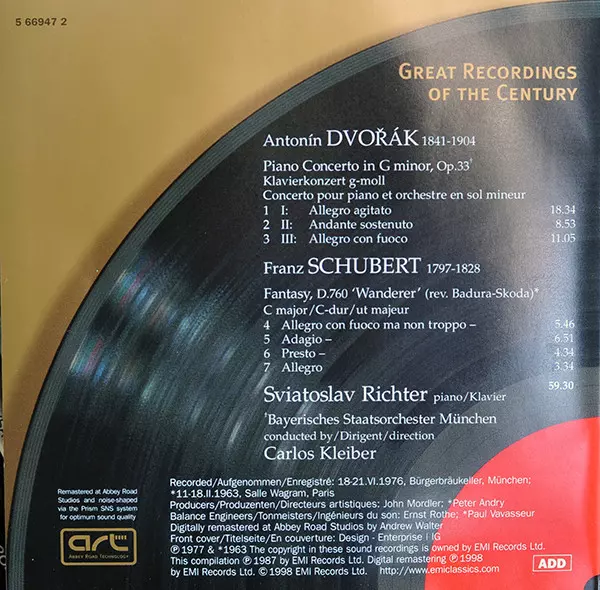 5 66947 2
GREAT RECORDINGS
OF THE CENTURY
Antonín DVOŘÁK 1841-1904
Piano Concerto in G minor, Op.33†
Klavierkonzert g-moll
Concerto pour piano et orchestre en sol mineur
1 I: Allegro agitato 18.34
2 II: Andante sostenuto 8.53
3 III: Allegro con fuoco 11.05
Franz SCHUBERT 1797-1828
Fantasy, D.760 ‘Wanderer’ (rev. Badura-Skoda)*
C major/C-dur/ut majeur
4 Allegro con fuoco ma non troppo – 5.46
5 Adagio – 6.51
6 Presto – 4.34
7 Allegro 3.34
59.30
Sviatoslav Richter piano/Klavier
†Bayerisches Staatsorchester München
conducted by/Dirigent/direction
Carlos Kleiber
Recorded/Aufgenommen/Enregistré: 18-21.VI.1976, Bürgerbräukeller, München;
*11-18.II.1963, Salle Wagram, Paris
Producers/Produzenten/Directeurs artistiques: John Mordler; *Peter Andry
Balance Engineers/Tonmeisters/Ingénieurs du son: Ernst Rothe; *Paul Vavasseur
Digitally remastered at Abbey Road Studios by Andrew Walter
Front cover/Titelseite/En couverture: Design - Enterprise | IG
℗ 1977 & *1963 The copyright in these sound recordings is owned by EMI Records Ltd.
This compilation ℗ 1987 by EMI Records Ltd. Digital remastering ℗ 1998
by EMI Records Ltd. © 1998 EMI Records Ltd. http://www.emiclassics.com
Remastered at Abbey Road
Studios and noise-shaped
via the Prism SNS system
for optimum sound quality
art
ABBEY ROAD TECHNOLOGY
ADD